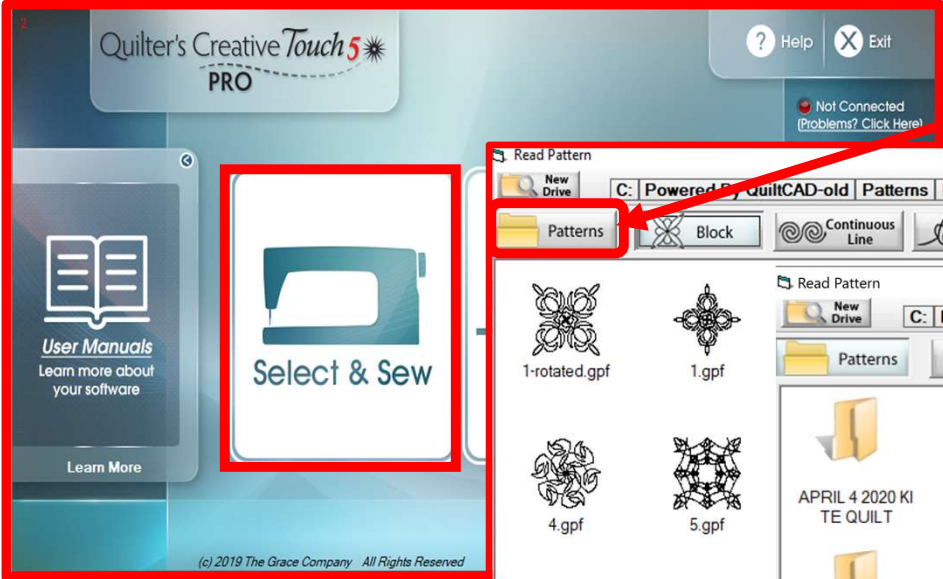 2
Quilter's Creative Touch 5
PRO
? Help
X Exit
Not Connected
(Problems? Click Here)
User Manuals
Learn more about
your software
Learn More
Select & Sew
(c) 2019 The Grace Company All Rights Reserved
Read Pattern
New
Drive
C: Powered By QuiltCAD-old Patterns
Patterns
Block
Continuous
Line
1-rotated.gpf
1.gpf
4.gpf
5.gpf
Read Pattern
New
Drive
C:
Patterns
APRIL 4 2020 KI
TE QUILT